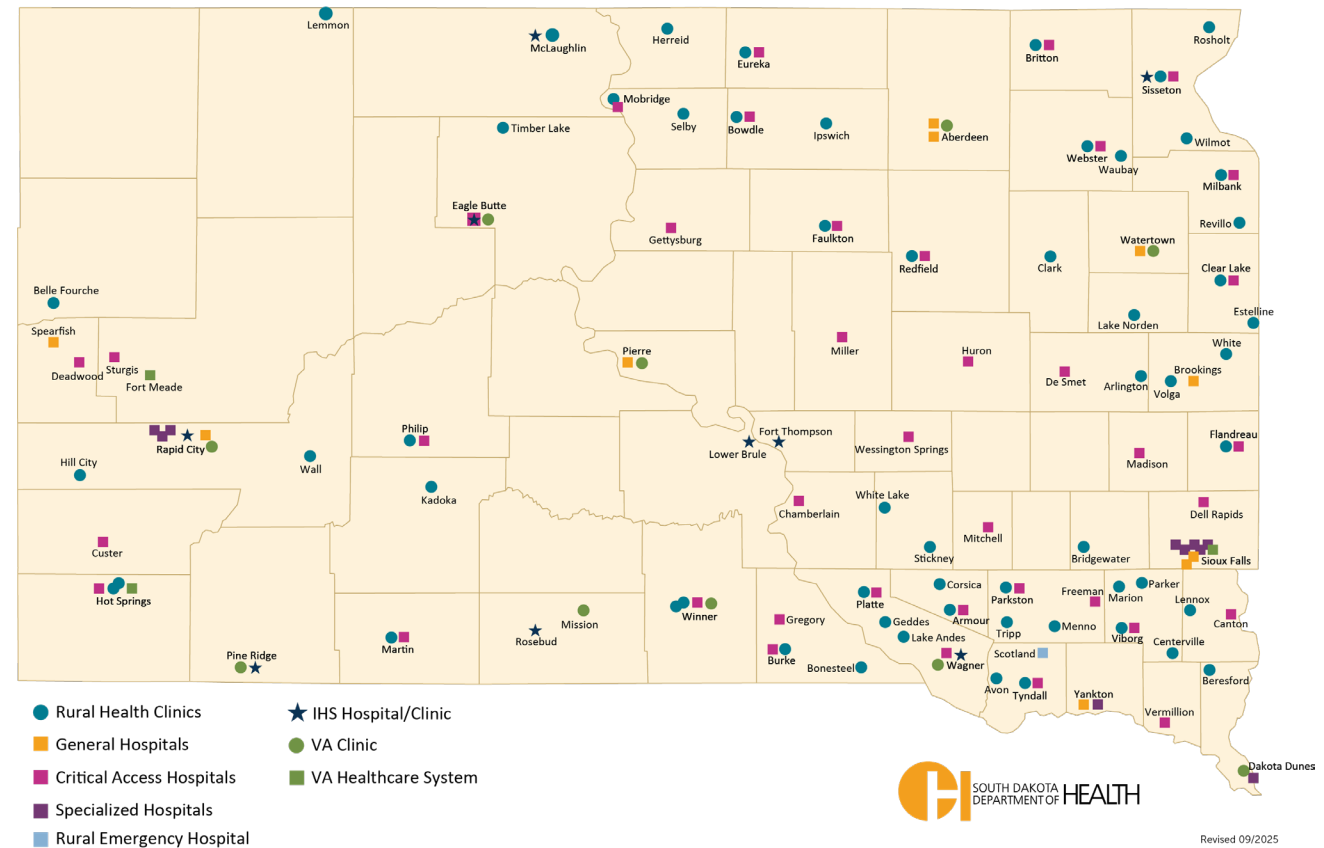 Lemmon
McLaughlin
Herreid
Eureka
Britton
Rosholt
Sisseton
Mobridge
Timber Lake
Selby
Bowdle
Ipswich
Aberdeen
Webster
Waubay
Wilmot
Milbank
Eagle Butte
Gettysburg
Faulkton
Redfield
Clark
Watertown
Revillo
Clear Lake
Belle Fourche
Spearfish
Deadwood
Sturgis
Fort Meade
Pierre
Miller
Huron
De Smet
Lake Norden
Estelline
White
Arlington
Volga
Brookings
Rapid City
Hill City
Wall
Philip
Kadoka
Lower Brule
Fort Thompson
Wessington Springs
Madison
Flandreau
Chamberlain
White Lake
Mitchell
Stickney
Bridgewater
Dell Rapids
Sioux Falls
Custer
Hot Springs
Pine Ridge
Martin
Rosebud
Mission
Winner
Gregory
Burke
Bonesteel
Platte
Geddes
Lake Andes
Corsica
Armour
Wagner
Parkston
Tripp
Freeman
Menno
Marion
Parker
Viborg
Lennox
Canton
Centerville
Scotland
Avon
Tyndall
Yankton
Vermillion
Beresford
Dakota Dunes
Rural Health Clinics
General Hospitals
Critical Access Hospitals
Specialized Hospitals
Rural Emergency Hospital
IHS Hospital/Clinic
VA Clinic
VA Healthcare System
SOUTH DAKOTA
DEPARTMENT OF HEALTH
Revised 09/2025